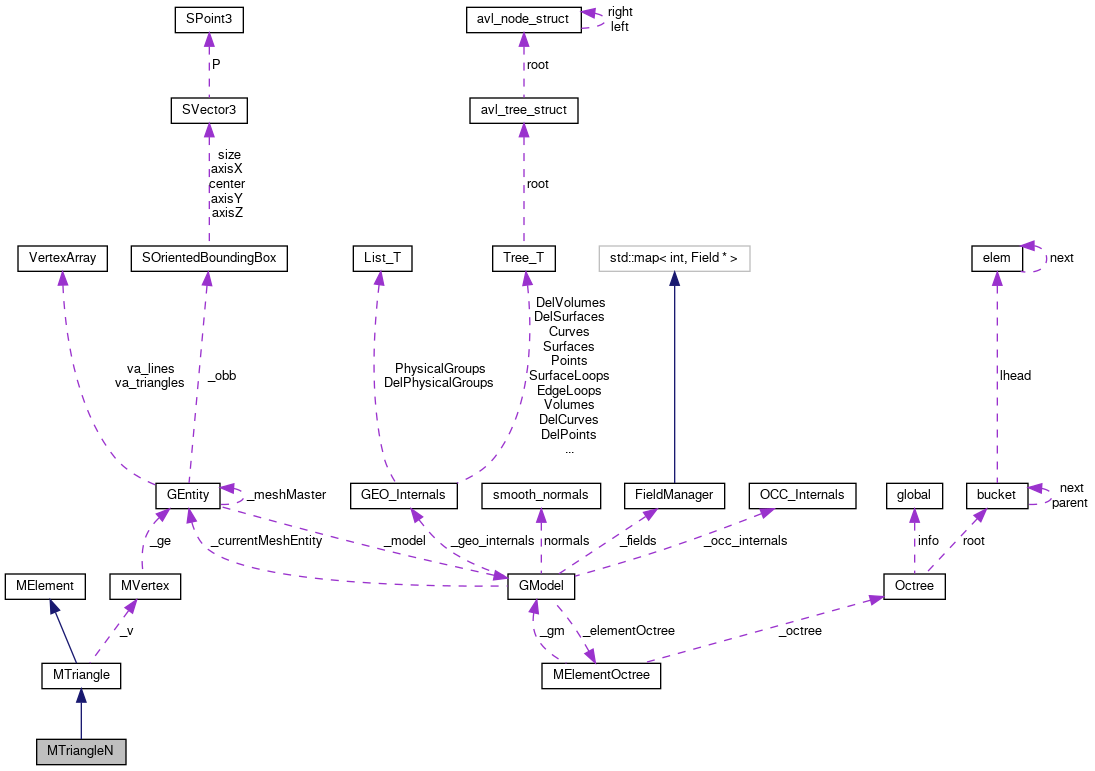 SPoint3
avl_node_struct
right
left
P
root
SVector3
avl_tree_struct
size
axisX
center
axisY
axisZ
root
VertexArray
SOrientedBoundingBox
List_T
Tree_T
std::map< int, Field * >
elem
next
va_lines
va_triangles
_obb
PhysicalGroups
DelPhysicalGroups
DelVolumes
DelSurfaces
Curves
Surfaces
Points
SurfaceLoops
EdgeLoops
Volumes
DelCurves
DelPoints
...
lhead
GEntity
_meshMaster
GEO_Internals
smooth_normals
FieldManager
OCC_Internals
global
bucket
next
parent
_ge
_currentMeshEntity
_model
_geo_internals
normals
_fields
_occ_internals
info
root
MElement
MVertex
GModel
Octree
_v
_gm
_elementOctree
_octree
MTriangle
MElementOctree
MTriangleN